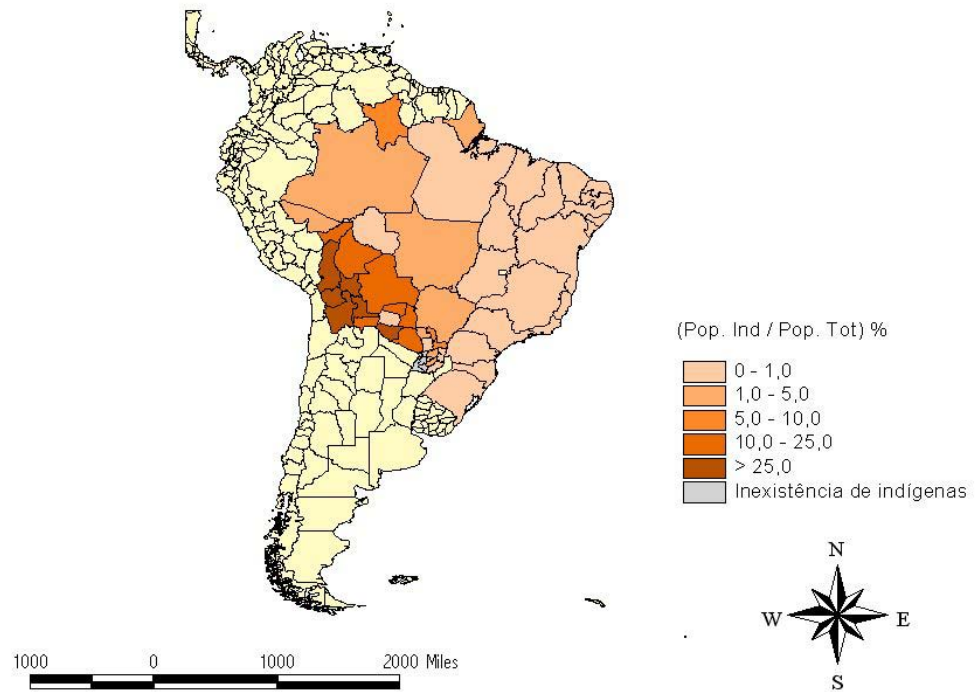 (Pop. Ind / Pop. Tot) %
0 - 1,0
1,0 - 5,0
5,0 - 10,0
10,0 - 25,0
> 25,0
Inexistência de indígenas
N
W E
S
1000 0 1000 2000 Miles